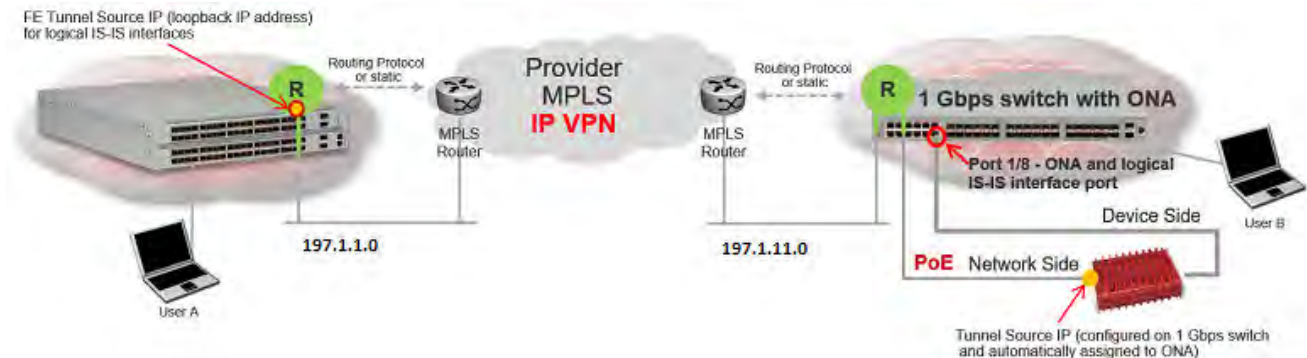 FE Tunnel Source IP (loopback IP address)
for logical IS-IS interfaces
R
Routing Protocol
or static
MPLS
Router
Provider
MPLS
IP VPN
MPLS
Router
Routing Protocol
or static
R
1 Gbps switch with ONA
Port 1/8 - ONA and logical
IS-IS interface port
User B
Device Side
197.1.1.0
197.1.11.0
PoE Network Side
User A
Tunnel Source IP (configured on 1 Gbps switch
and automatically assigned to ONA)